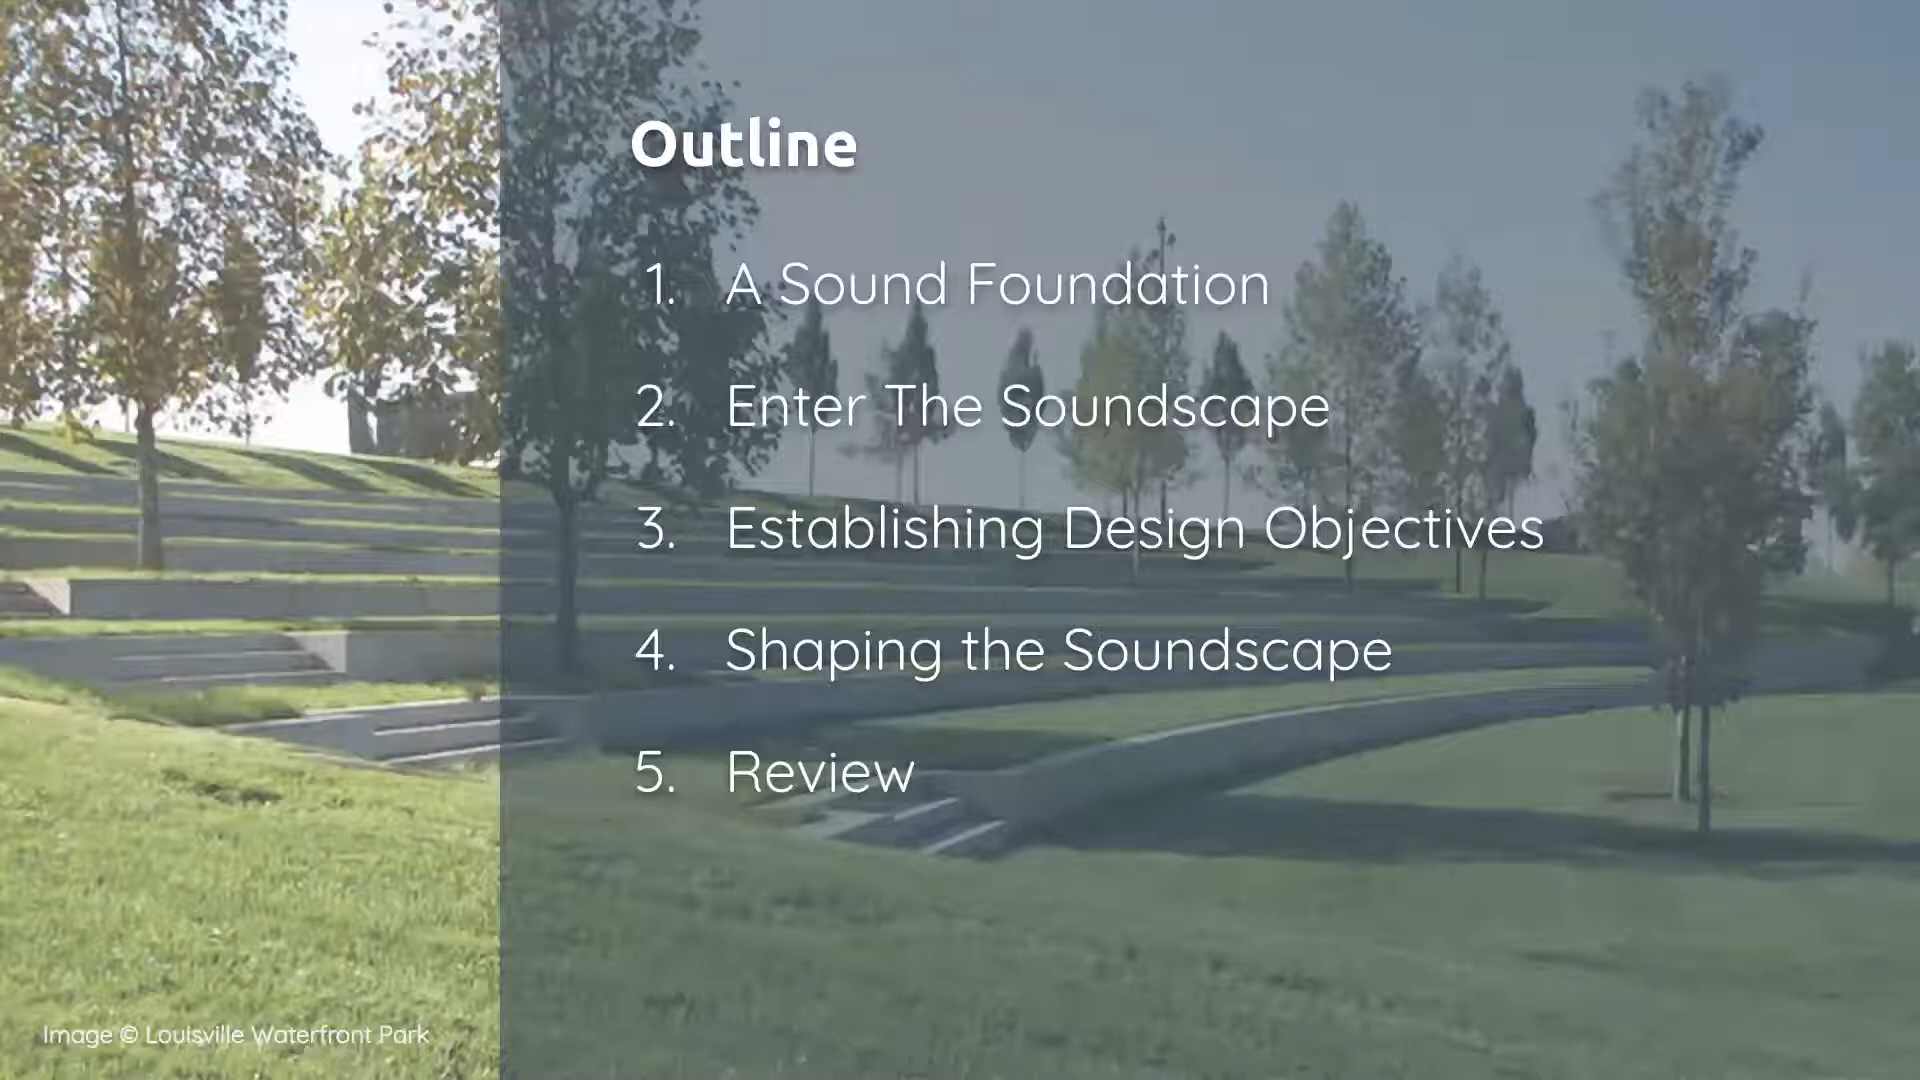 Outline
1. A Sound Foundation
2. Enter The Soundscape
3. Establishing Design Objectives
4. Shaping the Soundscape
5. Review
Image © Louisville Waterfront Park